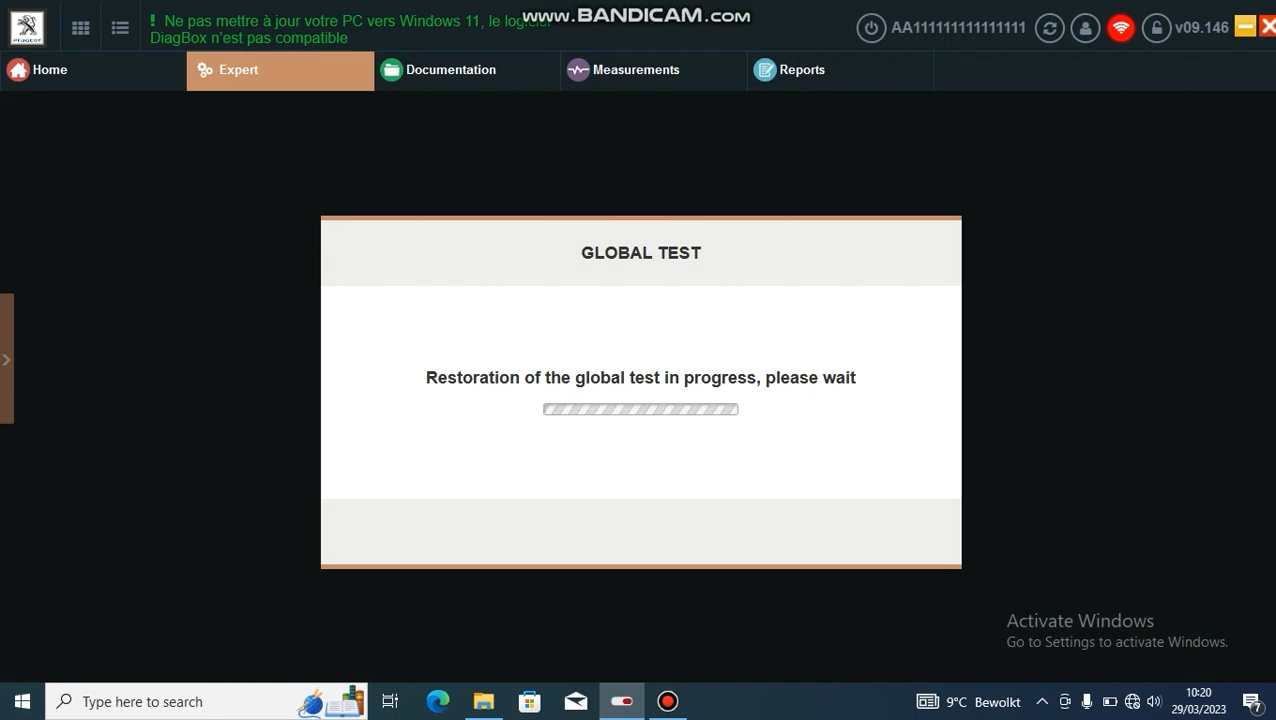 www.BANDICAM.com
PEUGEOT
! Ne pas mettre à jour votre PC vers Windows 11, le logiciel
DiagBox n'est pas compatible
AA111111111111111
v09.146
Home
Expert
Documentation
Measurements
Reports
GLOBAL TEST
Restoration of the global test in progress, please wait
Activate Windows
Go to Settings to activate Windows.
Type here to search
9°C Bewolkt
10:20
29/03/2023
7